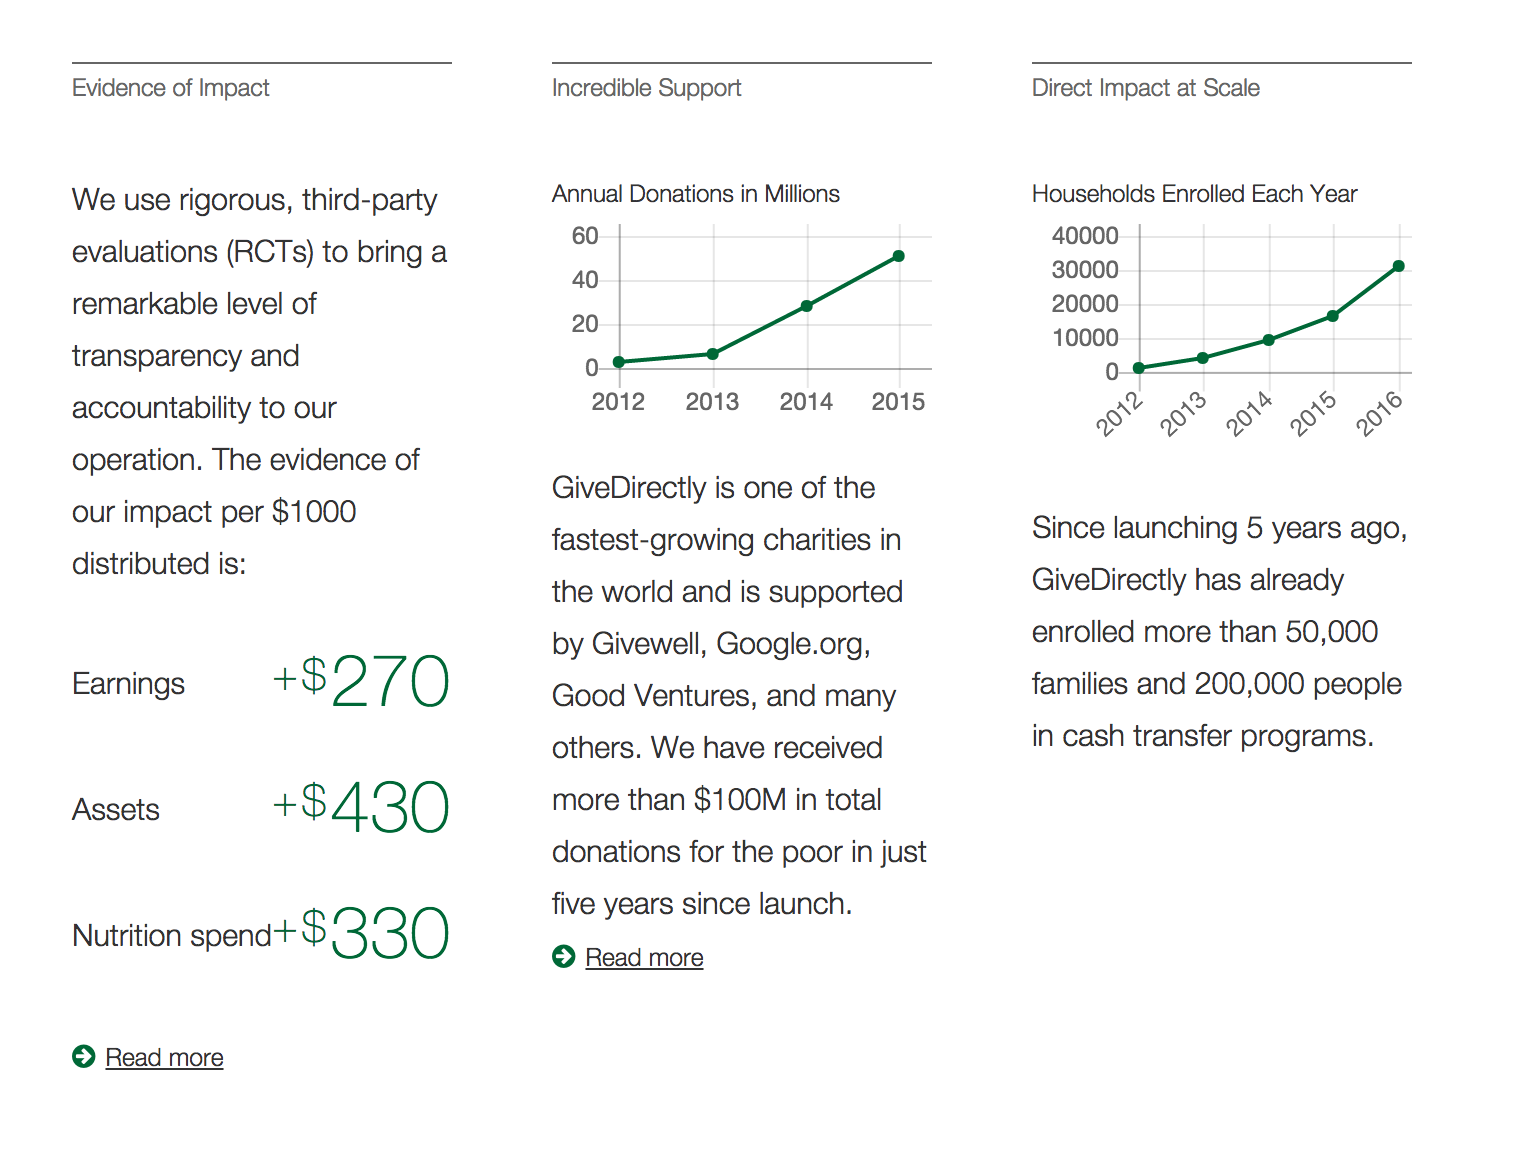 Evidence of Impact
We use rigorous, third-party
evaluations (RCTs) to bring a
remarkable level of
transparency and
accountability to our
operation. The evidence of
our impact per $1000
distributed is:
Earnings +$270
Assets +$430
Nutrition spend +$330
Read more
Incredible Support
Annual Donations in Millions
60
40
20
0
2012 2013 2014 2015
GiveDirectly is one of the
fastest-growing charities in
the world and is supported
by Givewell, Google.org,
Good Ventures, and many
others. We have received
more than $100M in total
donations for the poor in just
five years since launch.
Read more
Direct Impact at Scale
Households Enrolled Each Year
40000
30000
20000
10000
0
2012 2013 2014 2015 2016
Since launching 5 years ago,
GiveDirectly has already
enrolled more than 50,000
families and 200,000 people
in cash transfer programs.